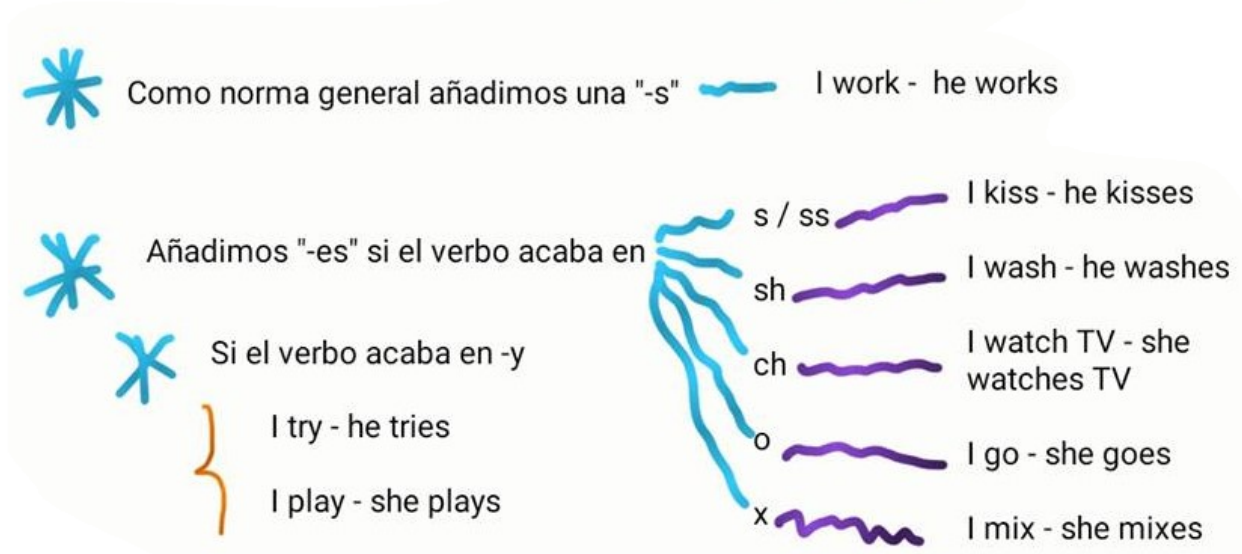 Como norma general añadimos una "-s"
I work - he works
Añadimos "-es" si el verbo acaba en
s / ss
I kiss - he kisses
sh
I wash - he washes
ch
I watch TV - she
watches TV
o
I go - she goes
x
I mix - she mixes
Si el verbo acaba en -y
I try - he tries
I play - she plays